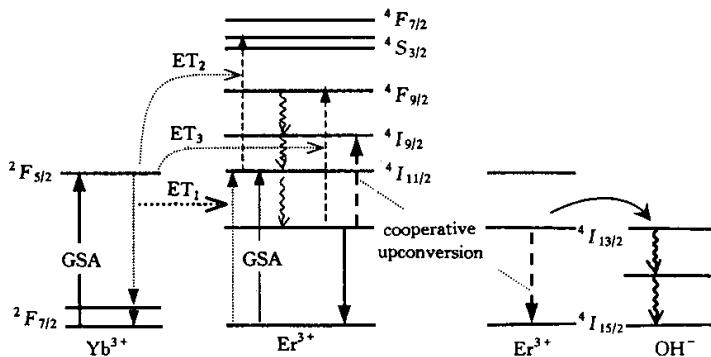 ⁴F₇/₂
⁴S₃/₂
ET₂
⁴F₉/₂
ET₃
⁴I₉/₂
²F₅/₂
⁴I₁₁/₂
ET₁
cooperative
upconversion
⁴I₁₃/₂
GSA
GSA
²F₇/₂
⁴I₁₅/₂
Yb³⁺
Er³⁺
Er³⁺
OH⁻